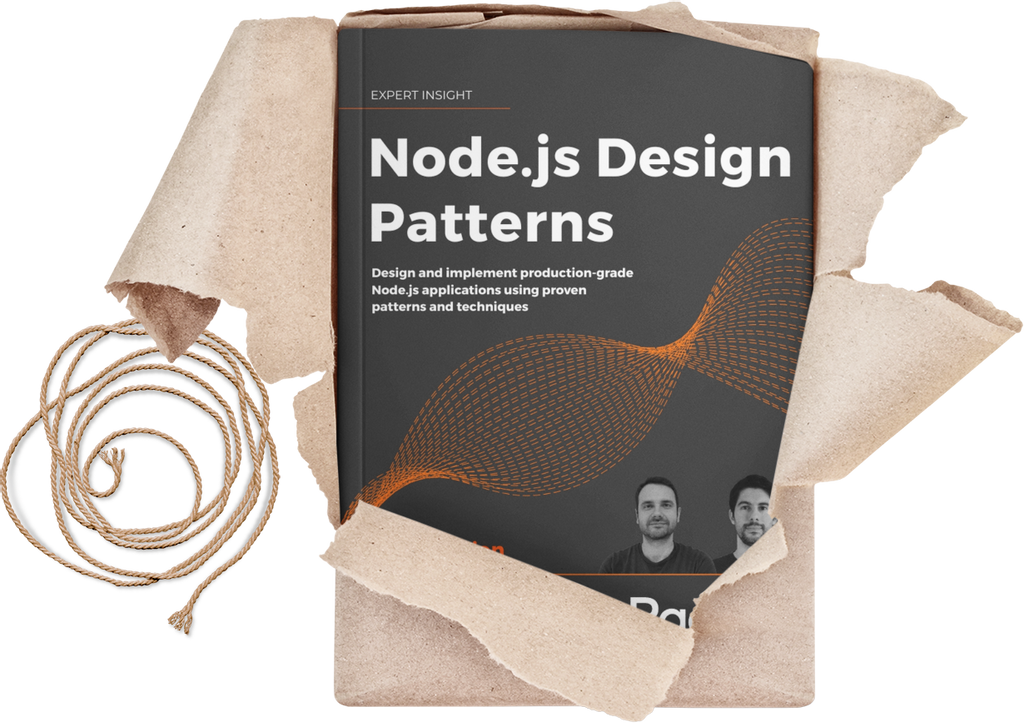 EXPERT INSIGHT
Node.js Design
Patterns
Design and implement production-grade
Node.js applications using proven
patterns and techniques